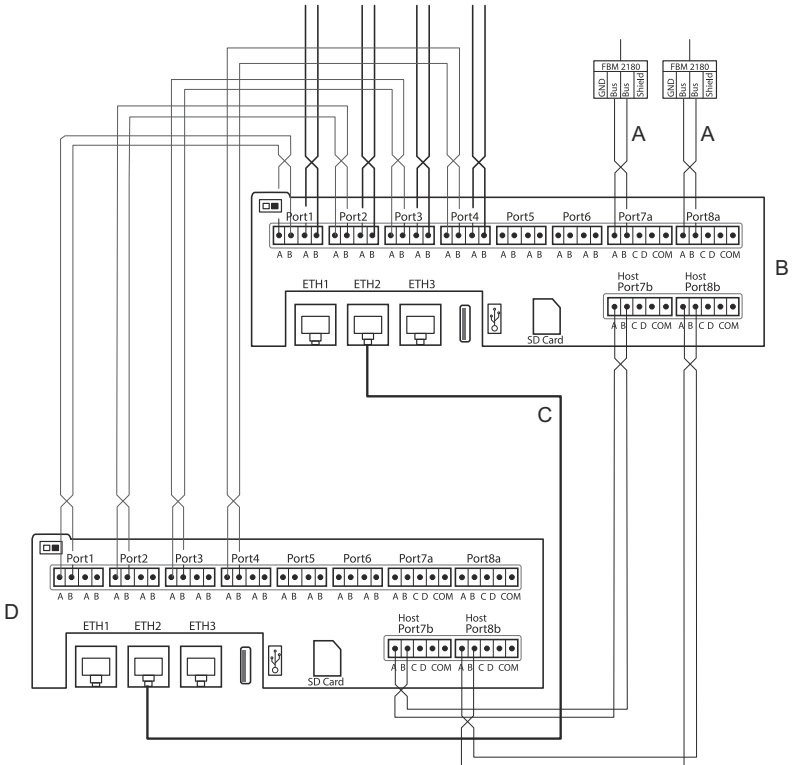 FBM 2180 FBM 2180
GND Bus Bus Shield GND Bus Bus Shield
A A
Port1 Port2 Port3 Port4 Port5 Port6 Port7a Port8a
A B A B A B A B A B A B A B A B A B A B A B A B A B C D COM A B C D COM
B
ETH1 ETH2 ETH3
Host Port7b Host Port8b
A B C D COM A B C D COM
SD Card
C
Port1 Port2 Port3 Port4 Port5 Port6 Port7a Port8a
A B A B A B A B A B A B A B A B A B A B A B A B A B C D COM A B C D COM
D
ETH1 ETH2 ETH3
Host Port7b Host Port8b
A B C D COM A B C D COM
SD Card